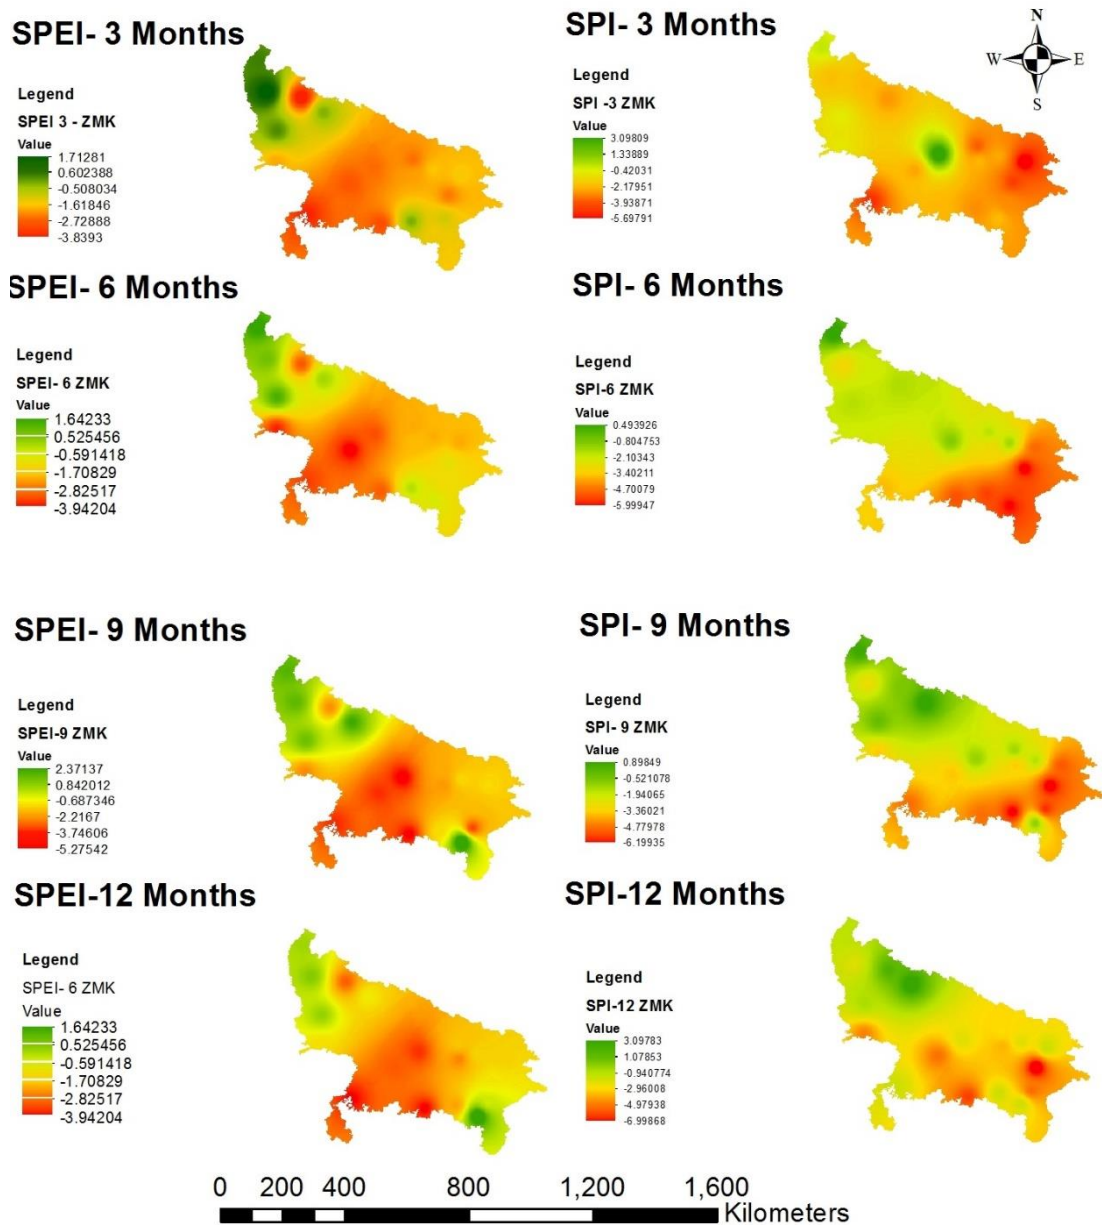 SPEI- 3 Months
Legend
SPEI 3 - ZMK
Value
1.71281
0.602388
-0.508034
-1.61846
-2.72888
-3.8393
SPI- 3 Months
Legend
SPI -3 ZMK
Value
3.09809
1.33889
-0.42031
-2.17951
-3.93871
-5.69791
N
W E
S
SPEI- 6 Months
Legend
SPEI- 6 ZMK
Value
1.64233
0.525456
-0.591418
-1.70829
-2.82517
-3.94204
SPI- 6 Months
Legend
SPI-6 ZMK
Value
0.493926
-0.804753
-2.10343
-3.40211
-4.70079
-5.99947
SPEI- 9 Months
Legend
SPEI-9 ZMK
Value
2.37137
0.842012
-0.687346
-2.2167
-3.74606
-5.27542
SPI- 9 Months
Legend
SPI- 9 ZMK
Value
0.89849
-0.521078
-1.94065
-3.36021
-4.77978
-6.19935
SPEI-12 Months
Legend
SPEI- 6 ZMK
Value
1.64233
0.525456
-0.591418
-1.70829
-2.82517
-3.94204
SPI-12 Months
Legend
SPI-12 ZMK
Value
3.09783
1.07853
-0.940774
-2.96008
-4.97938
-6.99868
0 200 400 800 1,200 1,600
Kilometers